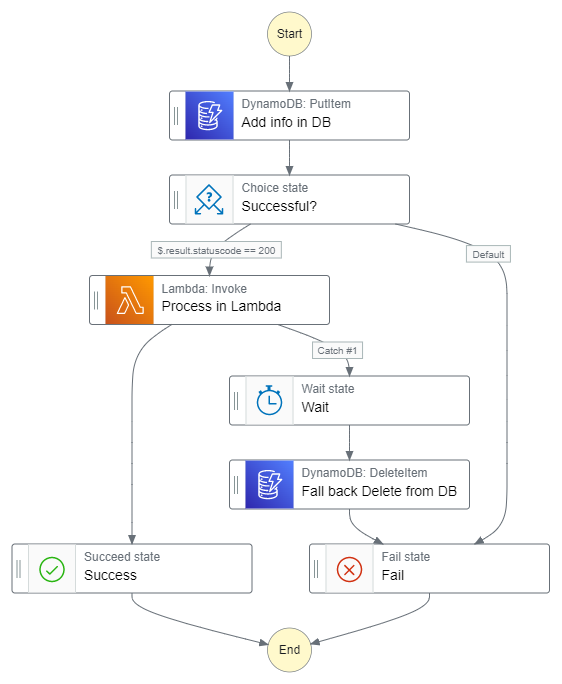 Start
DynamoDB: PutItem
Add info in DB
Choice state
Successful?
$.result.statuscode == 200
Default
Lambda: Invoke
Process in Lambda
Catch #1
Wait state
Wait
DynamoDB: DeleteItem
Fall back Delete from DB
Succeed state
Success
Fail state
Fail
End